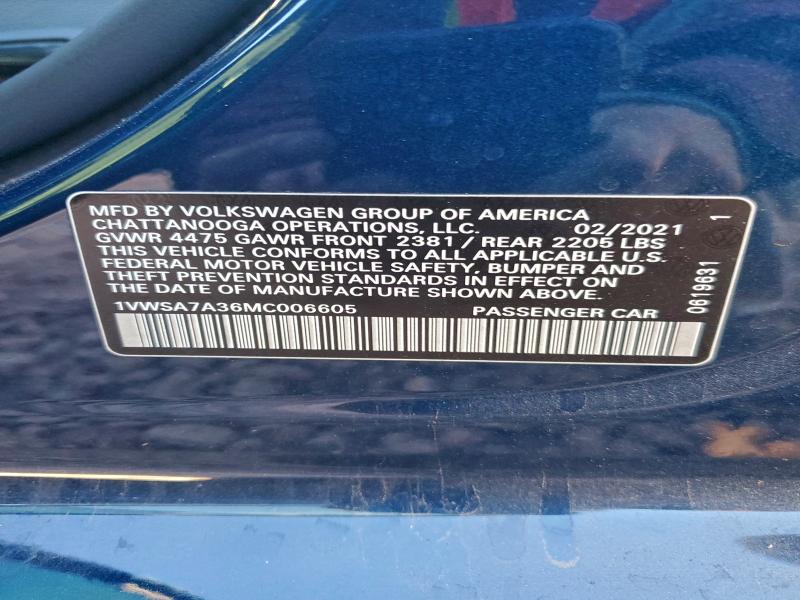 MFD BY VOLKSWAGEN GROUP OF AMERICA
CHATTANOOGA OPERATIONS, LLC. 02/2021
GVWR 4475 GAWR FRONT 2381 / REAR 2205 LBS
THIS VEHICLE CONFORMS TO ALL APPLICABLE U.S.
FEDERAL MOTOR VEHICLE SAFETY, BUMPER AND
THEFT PREVENTION STANDARDS IN EFFECT ON
THE DATE OF MANUFACTURE SHOWN ABOVE.
1VWSA7A36MC006605 PASSENGER CAR
0619631 1